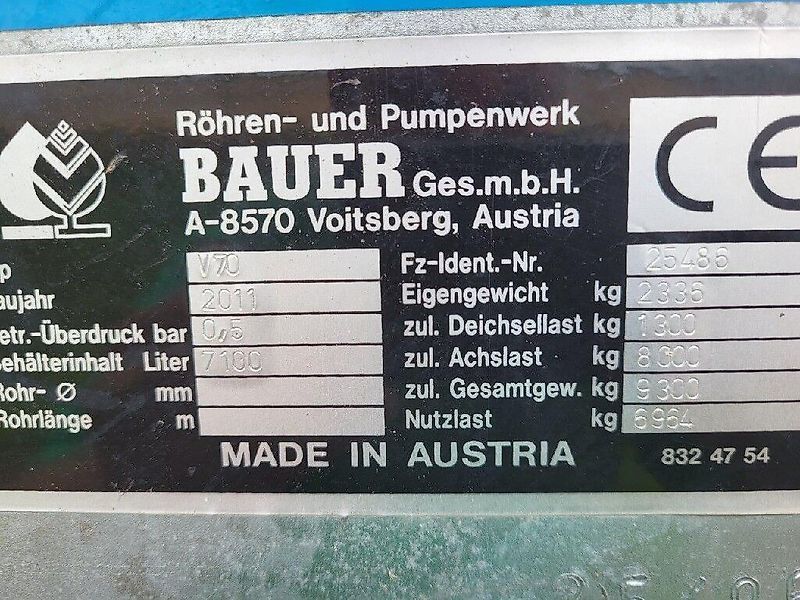 Röhren- und Pumpenwerk
BAUER Ges.m.b.H.
A-8570 Voitsberg, Austria
CE
p V70
aujahr 2011
etr.-Überdruck bar 0,5
ehälterinhalt Liter 7100
Rohr- Ø mm
Rohrlänge m
Fz-Ident.-Nr. 25486
Eigengewicht kg 2336
zul. Deichsellast kg 1300
zul. Achslast kg 8000
zul. Gesamtgew. kg 9300
Nutzlast kg 6964
MADE IN AUSTRIA
832 47 54